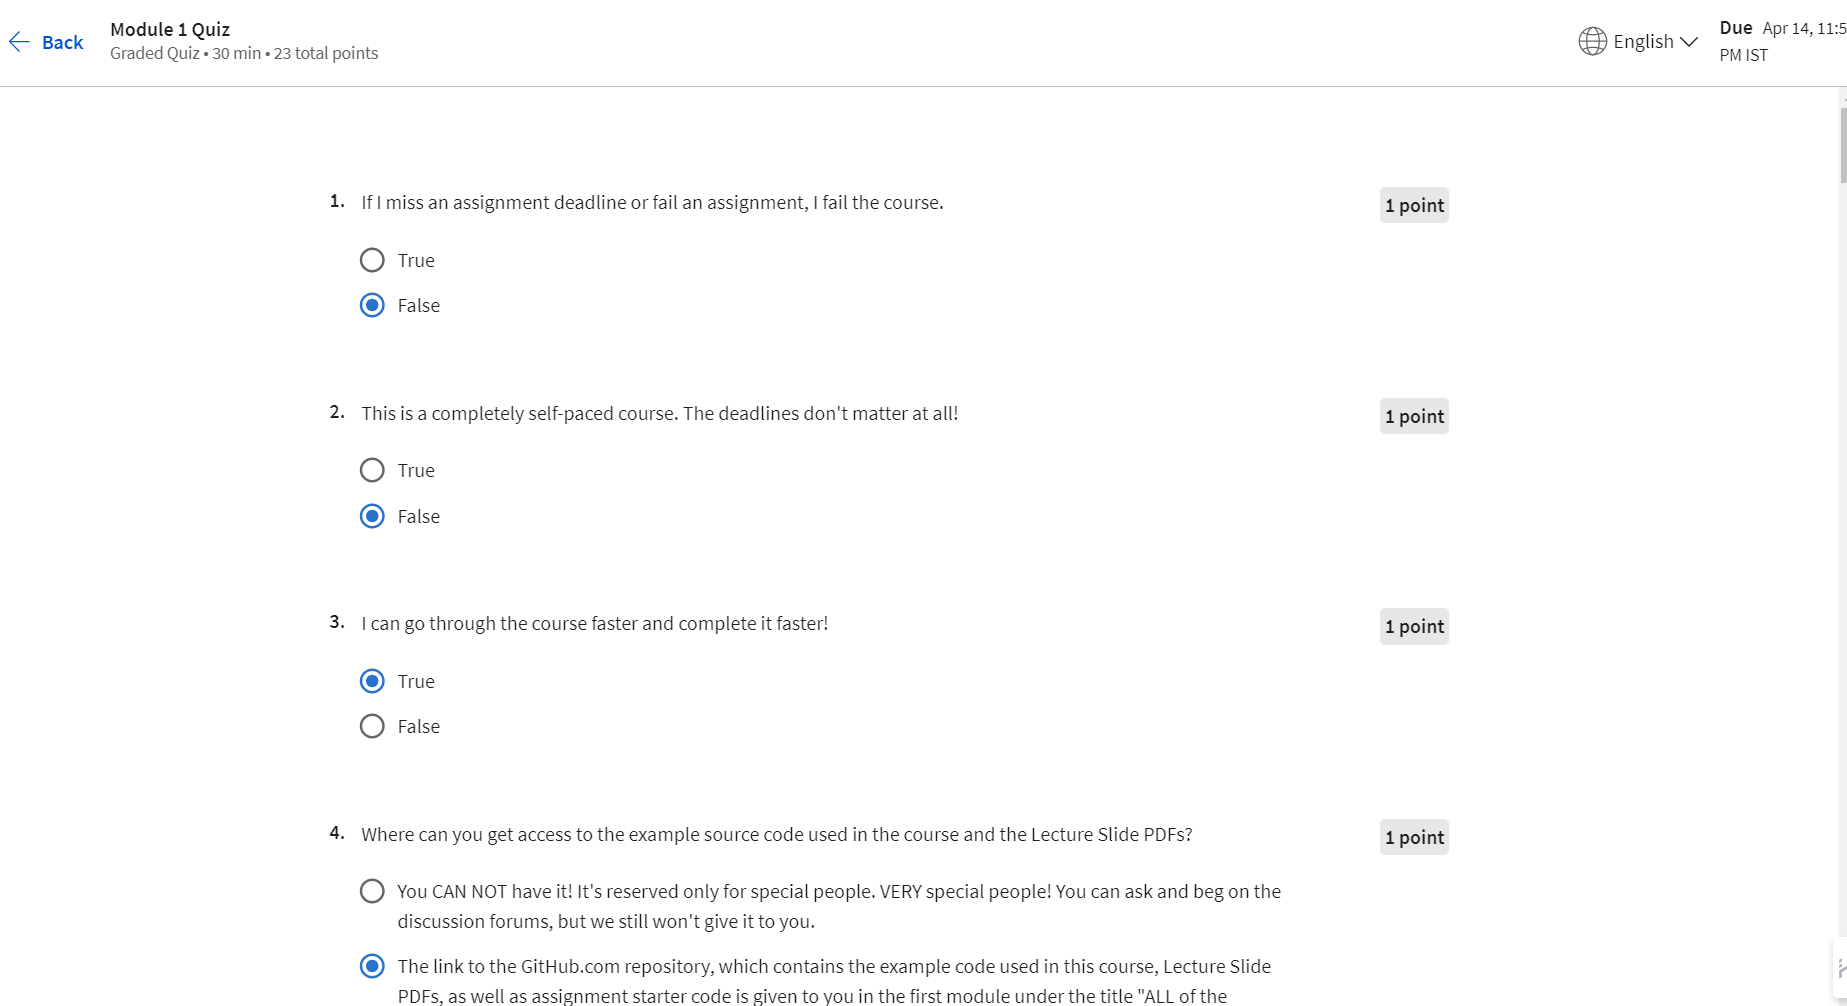 Back
Module 1 Quiz
Graded Quiz • 30 min • 23 total points
English
Due Apr 14, 11:5
PM IST
1. If I miss an assignment deadline or fail an assignment, I fail the course.
1 point
True
False
2. This is a completely self-paced course. The deadlines don't matter at all!
1 point
True
False
3. I can go through the course faster and complete it faster!
1 point
True
False
4. Where can you get access to the example source code used in the course and the Lecture Slide PDFs?
1 point
You CAN NOT have it! It's reserved only for special people. VERY special people! You can ask and beg on the
discussion forums, but we still won't give it to you.
The link to the GitHub.com repository, which contains the example code used in this course, Lecture Slide
PDFs, as well as assignment starter code is given to you in the first module under the title "ALL of the